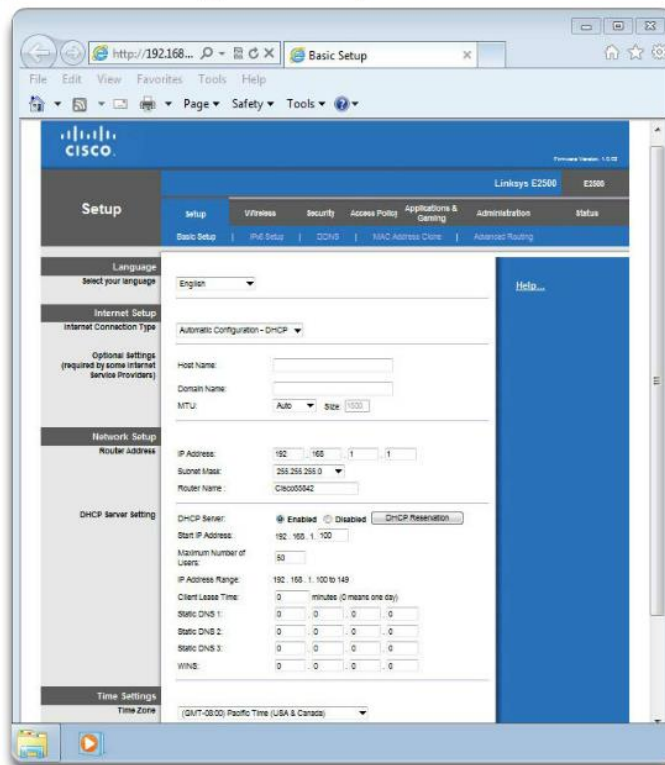 http://192.168... Basic Setup
File Edit View Favorites Tools Help
Page Safety Tools
CISCO
Firmware Version: 1.0.02
Linksys E2500 E2500
Setup
Setup Wireless Security Access Policy Applications & Gaming Administration Status
Basic Setup | IPv6 Setup | DDNS | MAC Address Clone | Advanced Routing
Language
Select your language English
Help...
Internet Setup
Internet Connection Type Automatic Configuration - DHCP
Optional Settings
(required by some Internet
Service Providers)
Host Name:
Domain Name:
MTU: Auto Size: 1500
Network Setup
Router Address
IP Address: 192 . 168 . 1 . 1
Subnet Mask: 255.255.255.0
Router Name :
DHCP Server Setting
DHCP Server: Enabled Disabled DHCP Reservation
Start IP Address: 192 . 168 . 1. 100
Maximum Number of
Users: 50
IP Address Range: 192 . 168 . 1. 100 to 149
Client Lease Time: 0 minutes (0 means one day)
Static DNS 1: 0 . 0 . 0 . 0
Static DNS 2: 0 . 0 . 0 . 0
Static DNS 3: 0 . 0 . 0 . 0
WINS: 0 . 0 . 0 . 0
Time Settings
Time Zone (GMT-08:00) Pacific Time (USA & Canada)